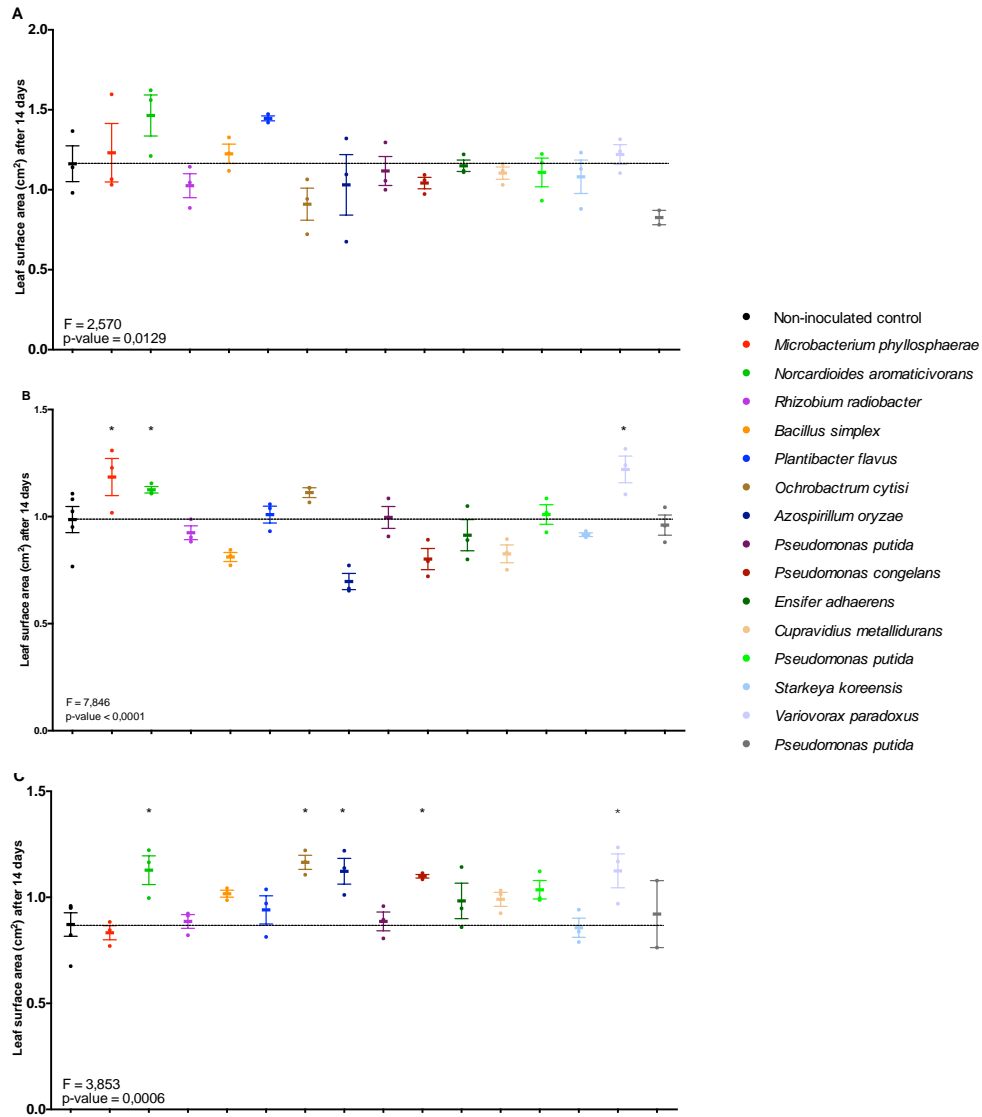 A
Leaf surface area (cm²) after 14 days
2.0
1.5
1.0
0.5
0.0
F = 2,570
p-value = 0,0129
B
Leaf surface area (cm²) after 14 days
1.5
1.0
0.5
0.0
* * *
F = 7,846
p-value < 0,0001
C
Leaf surface area (cm²) after 14 days
1.5
1.0
0.5
0.0
* * * * *
F = 3,853
p-value = 0,0006
Non-inoculated control
Microbacterium phyllosphaerae
Norcardioides aromaticivorans
Rhizobium radiobacter
Bacillus simplex
Plantibacter flavus
Ochrobactrum cytisi
Azospirillum oryzae
Pseudomonas putida
Pseudomonas congelans
Ensifer adhaerens
Cupravidius metallidurans
Pseudomonas putida
Starkeya koreensis
Variovorax paradoxus
Pseudomonas putida